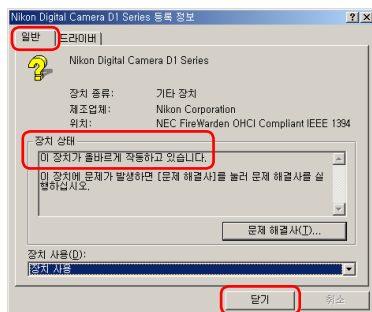 Nikon Digital Camera D1 Series 등록 정보
일반 드라이버
Nikon Digital Camera D1 Series
장치 종류: 기타 장치
제조업체: Nikon Corporation
위치: NEC FireWarden OHCI Compliant IEEE 1394
장치 상태
이 장치가 올바르게 작동하고 있습니다.
이 장치에 문제가 발생하면 [문제 해결사]를 눌러 문제 해결사를 실
행하십시오.
문제 해결사(T)...
장치 사용(D):
장치 사용
닫기 취소